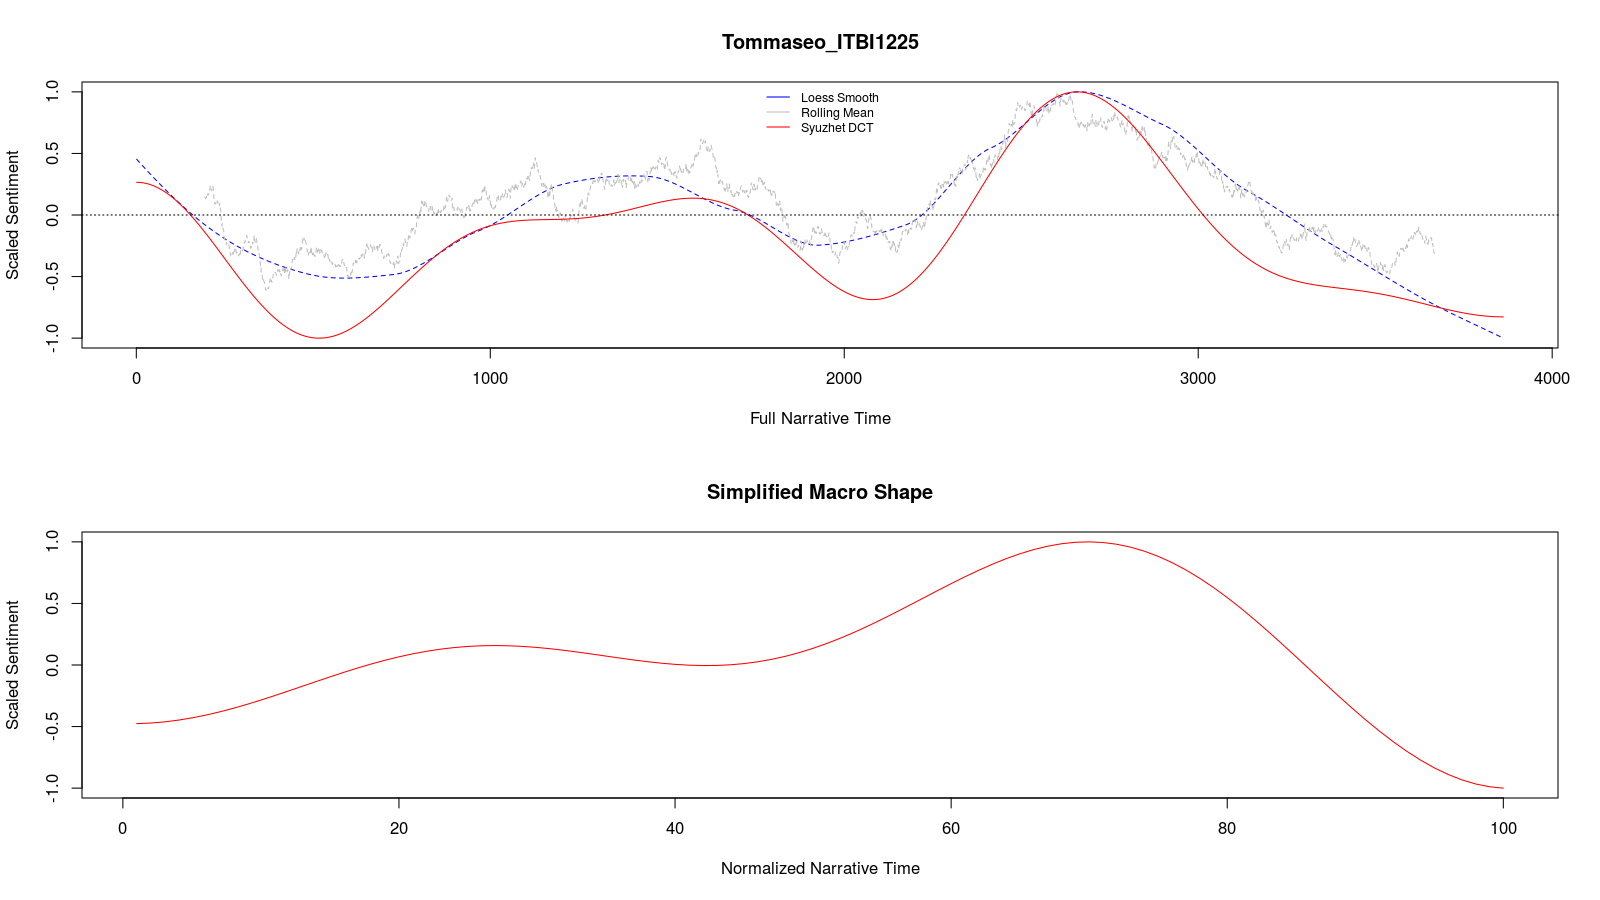 Tommaseo_ITBI1225
Scaled Sentiment
1.0
0.5
0.0
-0.5
-1.0
Loess Smooth
Rolling Mean
Syuzhet DCT
0 1000 2000 3000 4000
Full Narrative Time
Simplified Macro Shape
Scaled Sentiment
1.0
0.5
0.0
-0.5
-1.0
0 20 40 60 80 100
Normalized Narrative Time